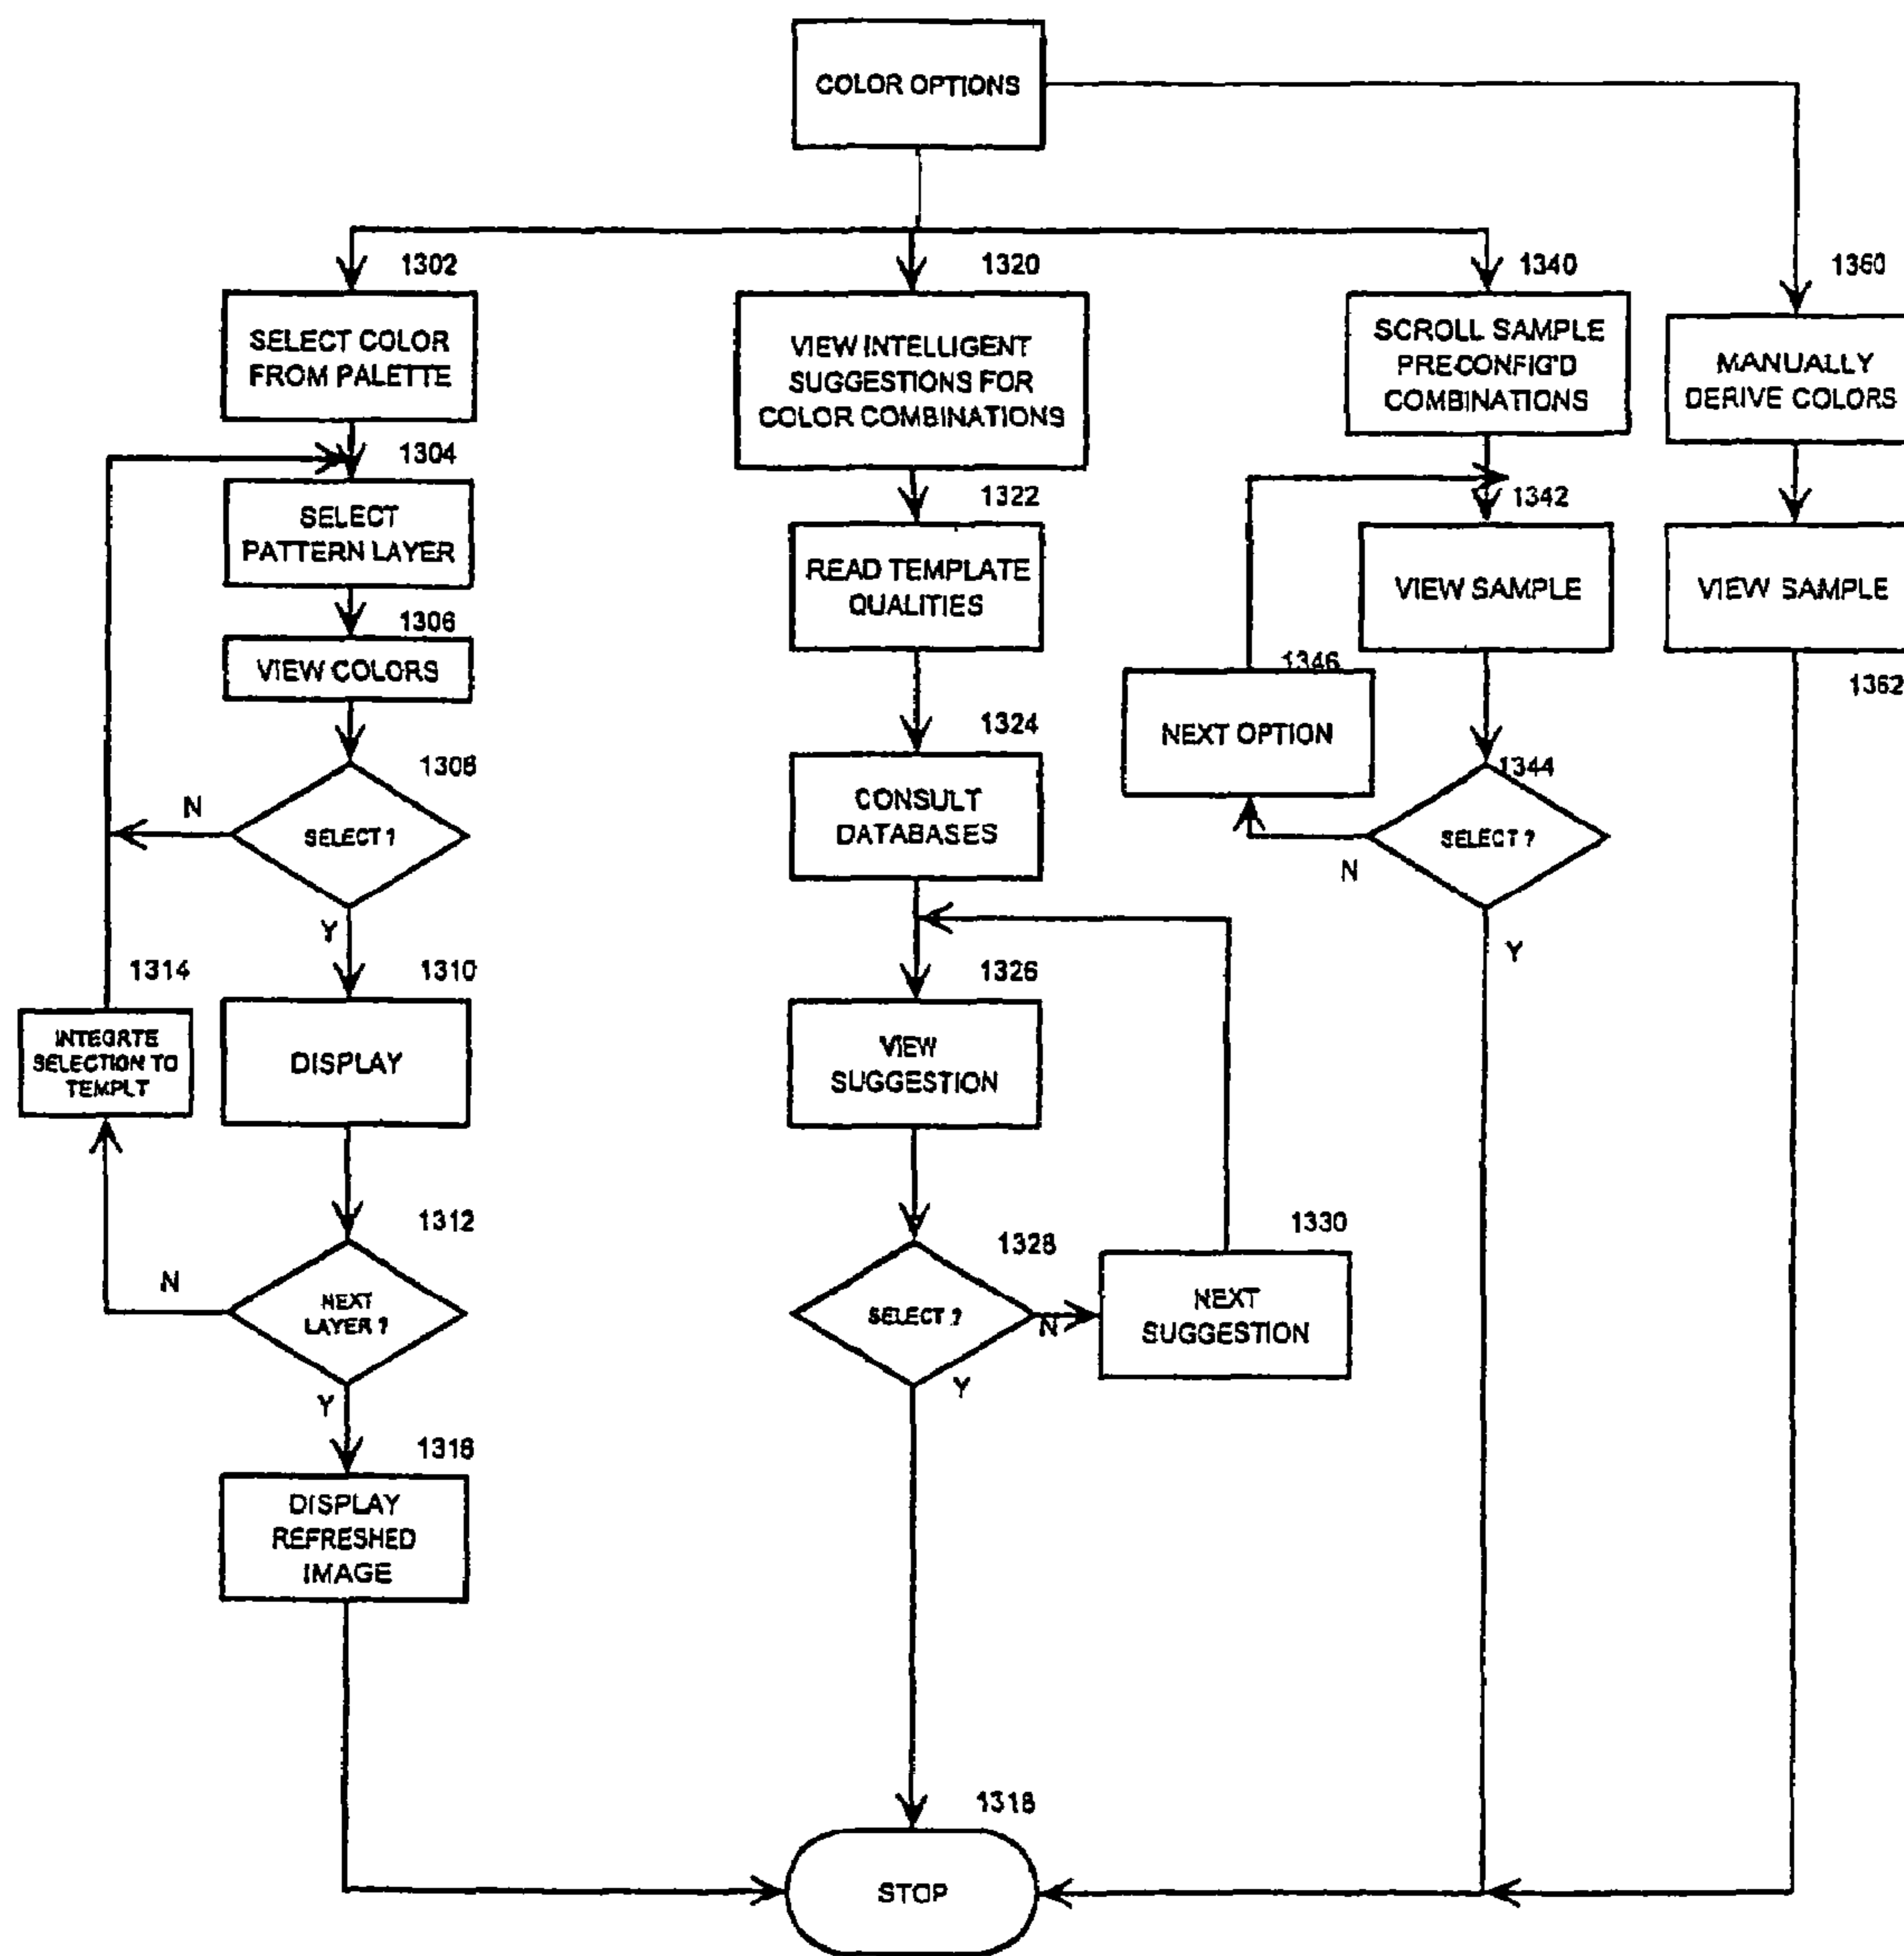 COLOR OPTIONS
1302
SELECT COLOR
FROM PALETTE
1304
SELECT
PATTERN LAYER
1306
VIEW COLORS
1308
SELECT ?
N
Y
1314
INTEGRTE
SELECTION TO
TEMPLT
1310
DISPLAY
1312
NEXT
LAYER ?
N
Y
1316
DISPLAY
REFRESHED
IMAGE
1320
VIEW INTELLIGENT
SUGGESTIONS FOR
COLOR COMBINATIONS
1322
READ TEMPLATE
QUALITIES
1324
CONSULT
DATABASES
1326
VIEW
SUGGESTION
1328
SELECT ?
N
Y
1330
NEXT
SUGGESTION
1340
SCROLL SAMPLE
PRE-CONFIG'D
COMBINATIONS
1342
VIEW SAMPLE
1346
NEXT OPTION
1344
SELECT ?
N
Y
1360
MANUALLY
DERIVE COLORS
VIEW SAMPLE
1362
1318
STOP